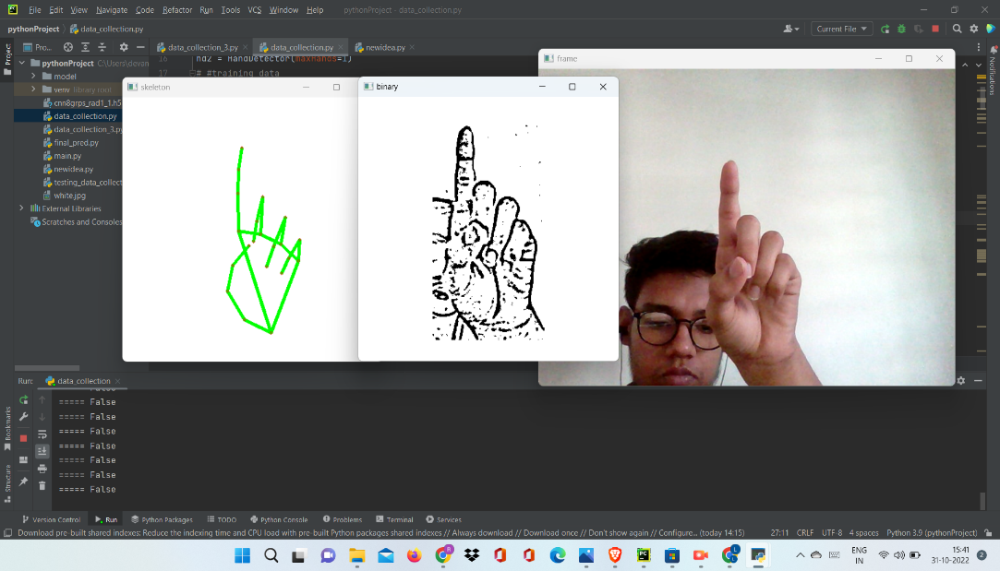 File Edit View Navigate Code Refactor Run Tools VCS Window Help pythonProject - data_collection.py
pythonProject data_collection.py Current File
Project Pro... data_collection_3.py data_collection.py newidea.py Notifications
16 hd2 = HandDetector(maxHands=1)
17 # #training data
pythonProject C:\Users\devan
model
venv library root
cnn8grps_rad1_1.h5
data_collection.py
data_collection_3.py
final_pred.py
main.py
newidea.py
testing_data_collect
white.jpg
External Libraries
Scratches and Consoles
skeleton
binary
frame
Run: data_collection
===== False
===== False
===== False
===== False
===== False
===== False
===== False
Bookmarks
Structure
Version Control Run Python Packages TODO Python Console Problems Terminal Services
Download pre-built shared indexes: Reduce the indexing time and CPU load with pre-built Python packages shared indexes // Always download // Download once // Don't show again // Configure... (today 14:15) 27:11 CRLF UTF-8 4 spaces Python 3.9 (pythonProject)
ENG
IN
15:41
31-10-2022
2